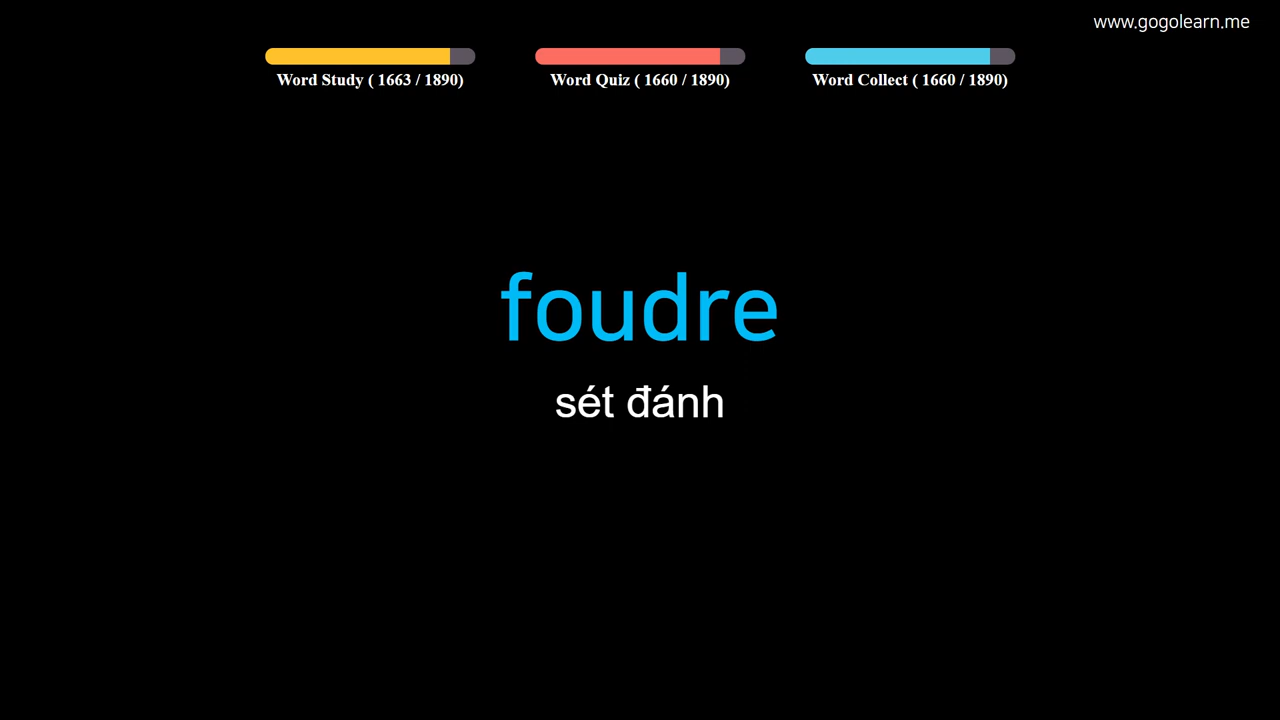 www.gogolearn.me
Word Study ( 1663 / 1890)
Word Quiz ( 1660 / 1890)
Word Collect ( 1660 / 1890)
foudre
sét đánh